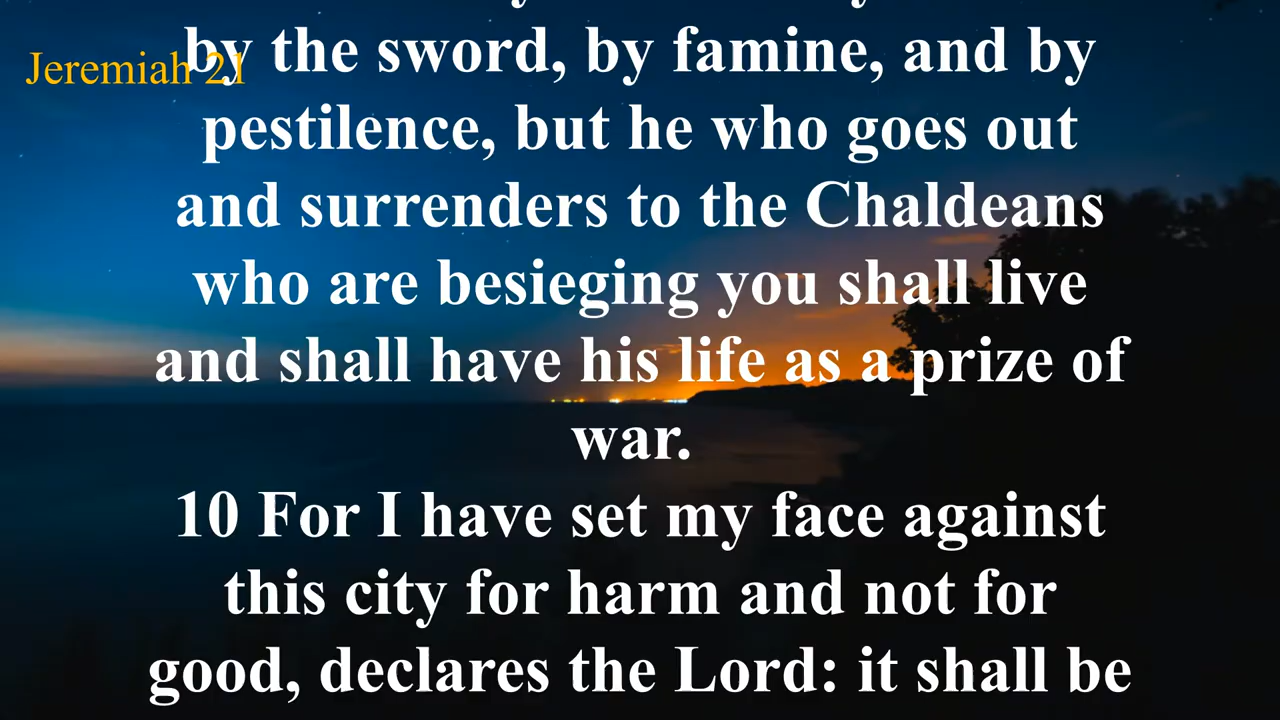 Jeremiah 21
by the sword, by famine, and by
pestilence, but he who goes out
and surrenders to the Chaldeans
who are besieging you shall live
and shall have his life as a prize of
war.
10 For I have set my face against
this city for harm and not for
good, declares the Lord: it shall be